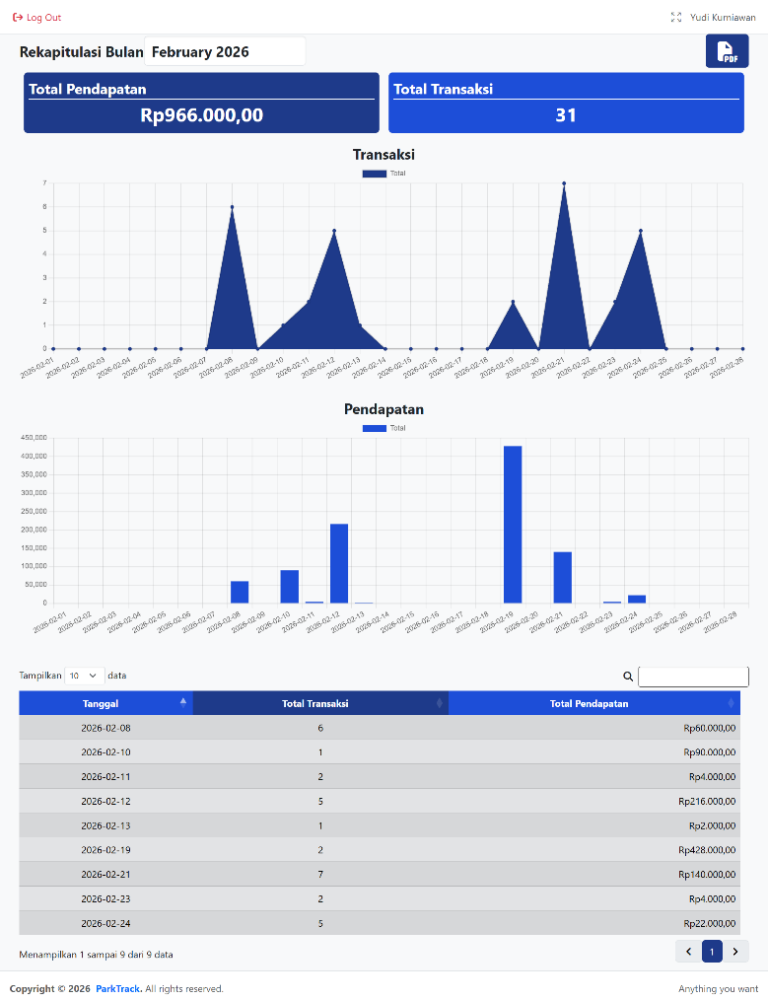 Log Out
Yudi Kurniawan
Rekapitulasi Bulan February 2026
PDF
Total Pendapatan
Rp966.000,00
Total Transaksi
31
Transaksi
Total
7
6
5
4
3
2
1
0
2026-02-01 2026-02-02 2026-02-03 2026-02-04 2026-02-05 2026-02-06 2026-02-07 2026-02-08 2026-02-09 2026-02-10 2026-02-11 2026-02-12 2026-02-13 2026-02-14 2026-02-15 2026-02-16 2026-02-17 2026-02-18 2026-02-19 2026-02-20 2026-02-21 2026-02-22 2026-02-23 2026-02-24 2026-02-25 2026-02-26 2026-02-27 2026-02-28
Pendapatan
Total
450,000
400,000
350,000
300,000
250,000
200,000
150,000
100,000
50,000
0
2026-02-01 2026-02-02 2026-02-03 2026-02-04 2026-02-05 2026-02-06 2026-02-07 2026-02-08 2026-02-09 2026-02-10 2026-02-11 2026-02-12 2026-02-13 2026-02-14 2026-02-15 2026-02-16 2026-02-17 2026-02-18 2026-02-19 2026-02-20 2026-02-21 2026-02-22 2026-02-23 2026-02-24 2026-02-25 2026-02-26 2026-02-27 2026-02-28
Tampilkan 10 data
Tanggal Total Transaksi Total Pendapatan
2026-02-08 6 Rp60.000,00
2026-02-10 1 Rp90.000,00
2026-02-11 2 Rp4.000,00
2026-02-12 5 Rp216.000,00
2026-02-13 1 Rp2.000,00
2026-02-19 2 Rp428.000,00
2026-02-21 7 Rp140.000,00
2026-02-23 2 Rp4.000,00
2026-02-24 5 Rp22.000,00
Menampilkan 1 sampai 9 dari 9 data
1
Copyright © 2026 ParkTrack. All rights reserved.
Anything you want